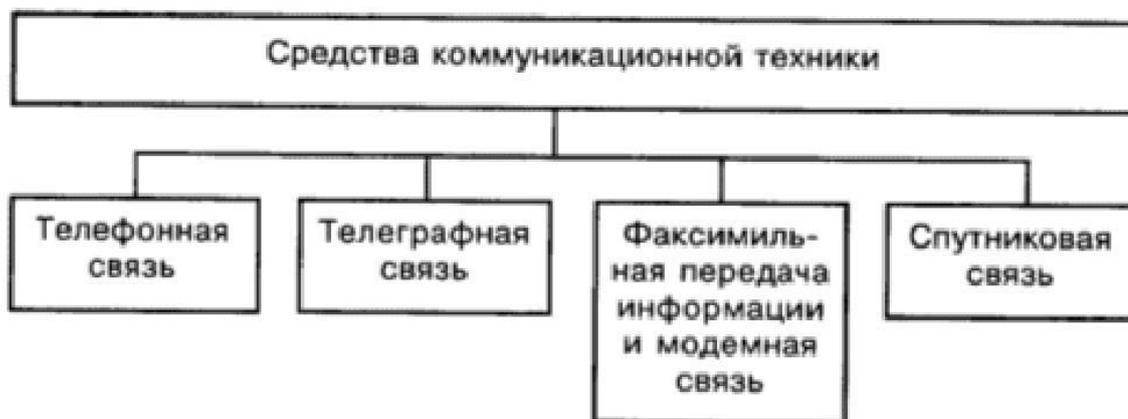 Средства коммуникационной техники
Телефонная
связь
Телеграфная
связь
Факсимиль-
ная передача
информации
и модемная
связь
Спутниковая
связь